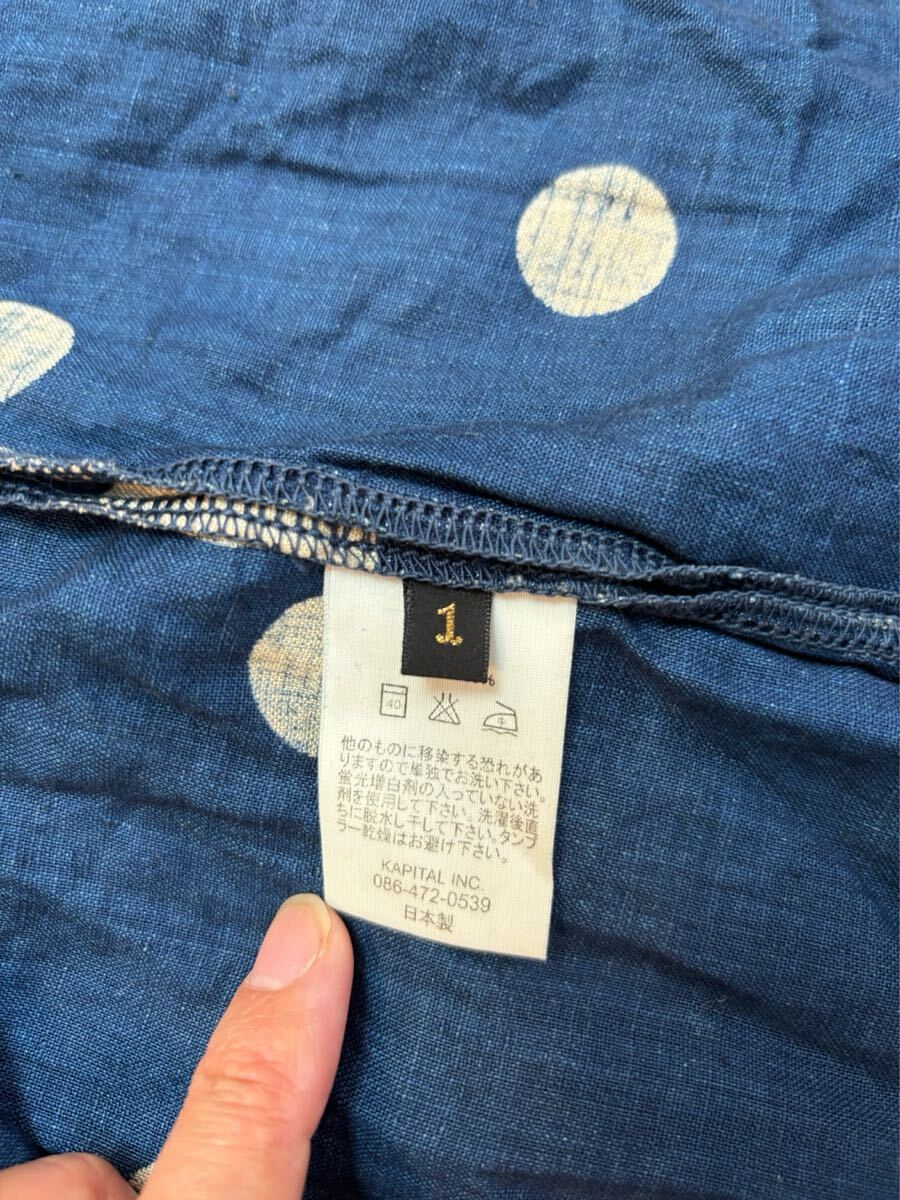 1
%
40
中
他のものに移染する恐れがあ
りますので単独でお洗い下さい。
蛍光増白剤の入っていない洗
剤を使用して下さい。洗濯後直
ちに脱水し干して下さい。タンブ
ラー乾燥はお避け下さい。
KAPITAL INC.
086-472-0539
日本製